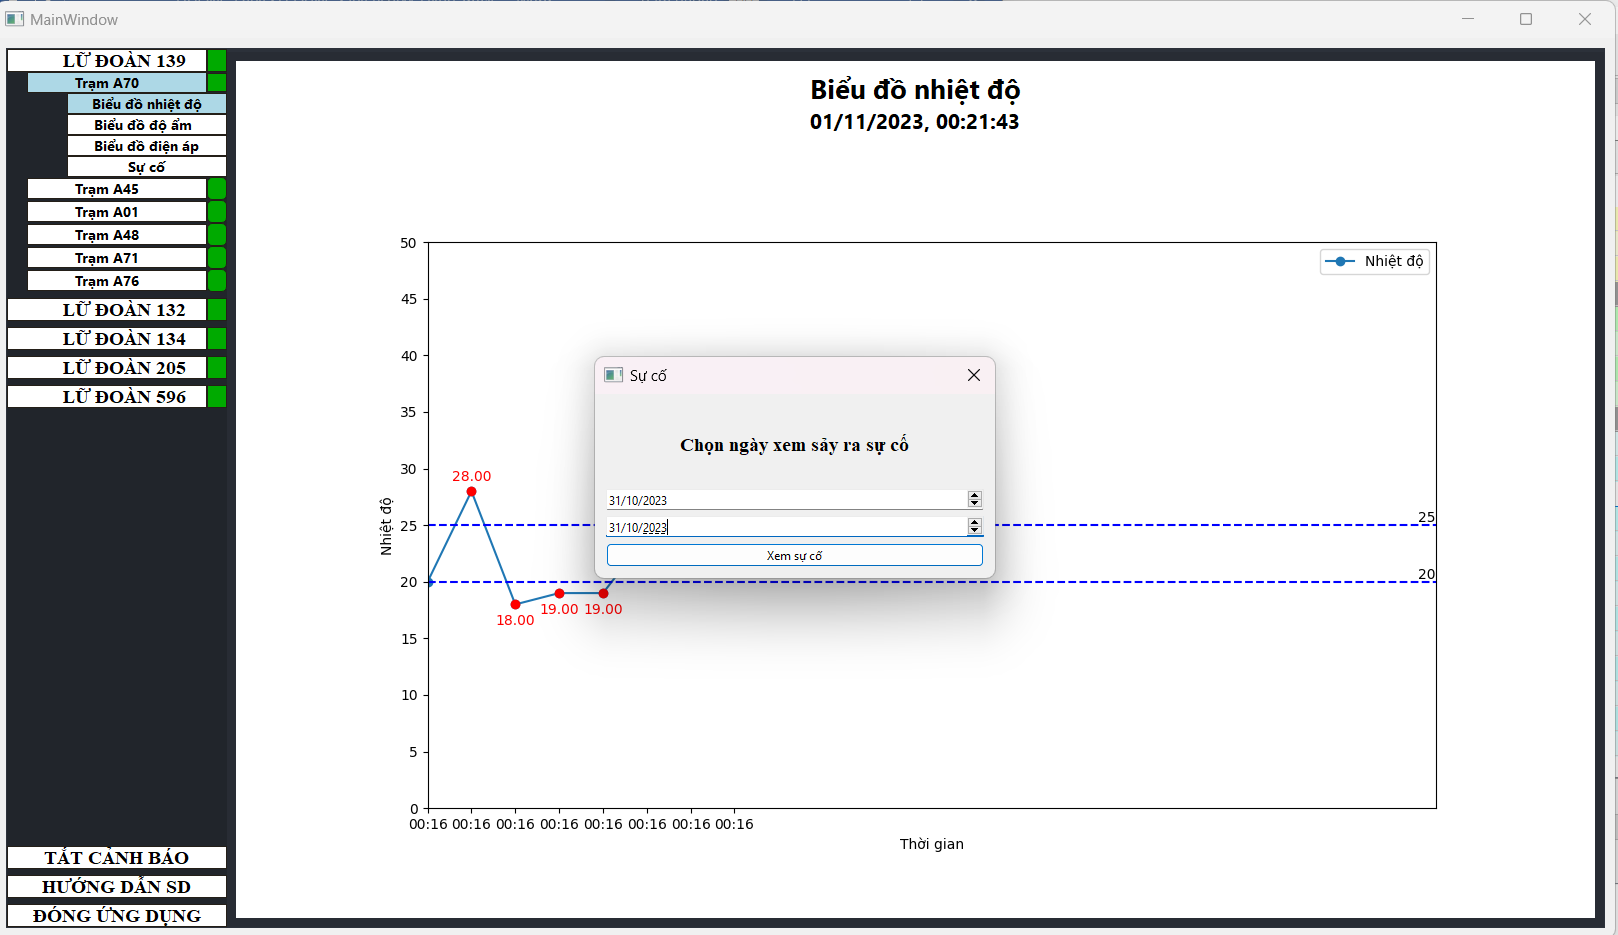 MainWindow
LỮ ĐOÀN 139
Trạm A70
Biểu đồ nhiệt độ
Biểu đồ độ ẩm
Biểu đồ điện áp
Sự cố
Trạm A45
Trạm A01
Trạm A48
Trạm A71
Trạm A76
LỮ ĐOÀN 132
LỮ ĐOÀN 134
LỮ ĐOÀN 205
LỮ ĐOÀN 596
TẮT CẢNH BÁO
HƯỚNG DẪN SD
ĐÓNG ỨNG DỤNG
Biểu đồ nhiệt độ
01/11/2023, 00:21:43
Nhiệt độ
50
45
40
35
30
25
20
15
10
5
0
Nhiệt độ
28.00
18.00
19.00 19.00
25
20
00:16 00:16 00:16 00:16 00:16 00:16 00:16 00:16
Thời gian
Sự cố
Chọn ngày xem sảy ra sự cố
31/10/2023
31/10/2023
Xem sự cố